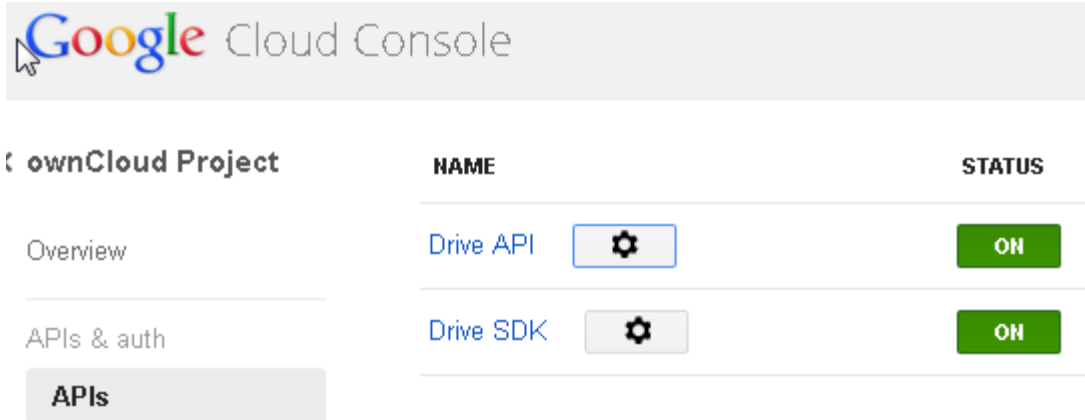 Google Cloud Console
ownCloud Project
Overview
APIs & auth
APIs
NAME STATUS
Drive API ON
Drive SDK ON